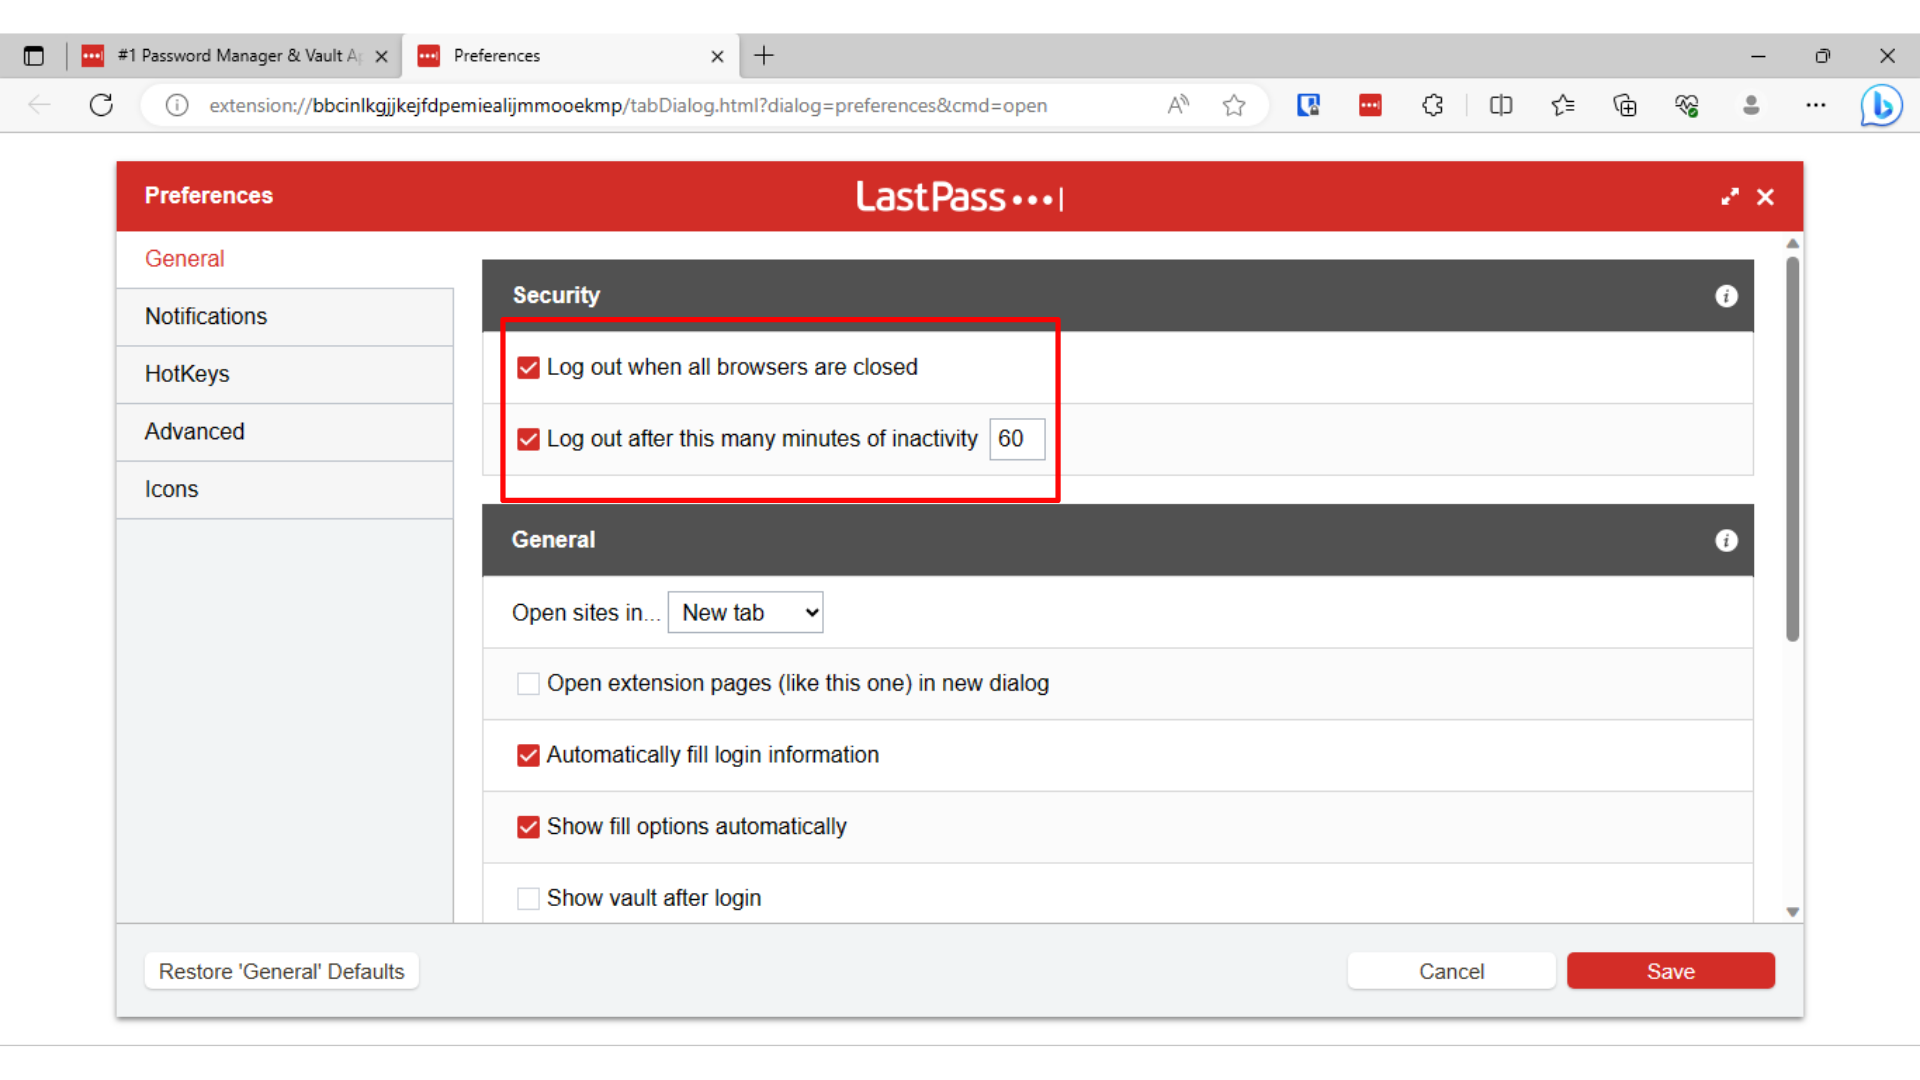 #1 Password Manager & Vault A
Preferences
extension://bbcinlkgjjkejfdpemiealijmmooekmp/tabDialog.html?dialog=preferences&cmd=open
Preferences
LastPass
General
Notifications
HotKeys
Advanced
Icons
Security
Log out when all browsers are closed
Log out after this many minutes of inactivity 60
General
Open sites in... New tab
Open extension pages (like this one) in new dialog
Automatically fill login information
Show fill options automatically
Show vault after login
Restore 'General' Defaults
Cancel
Save